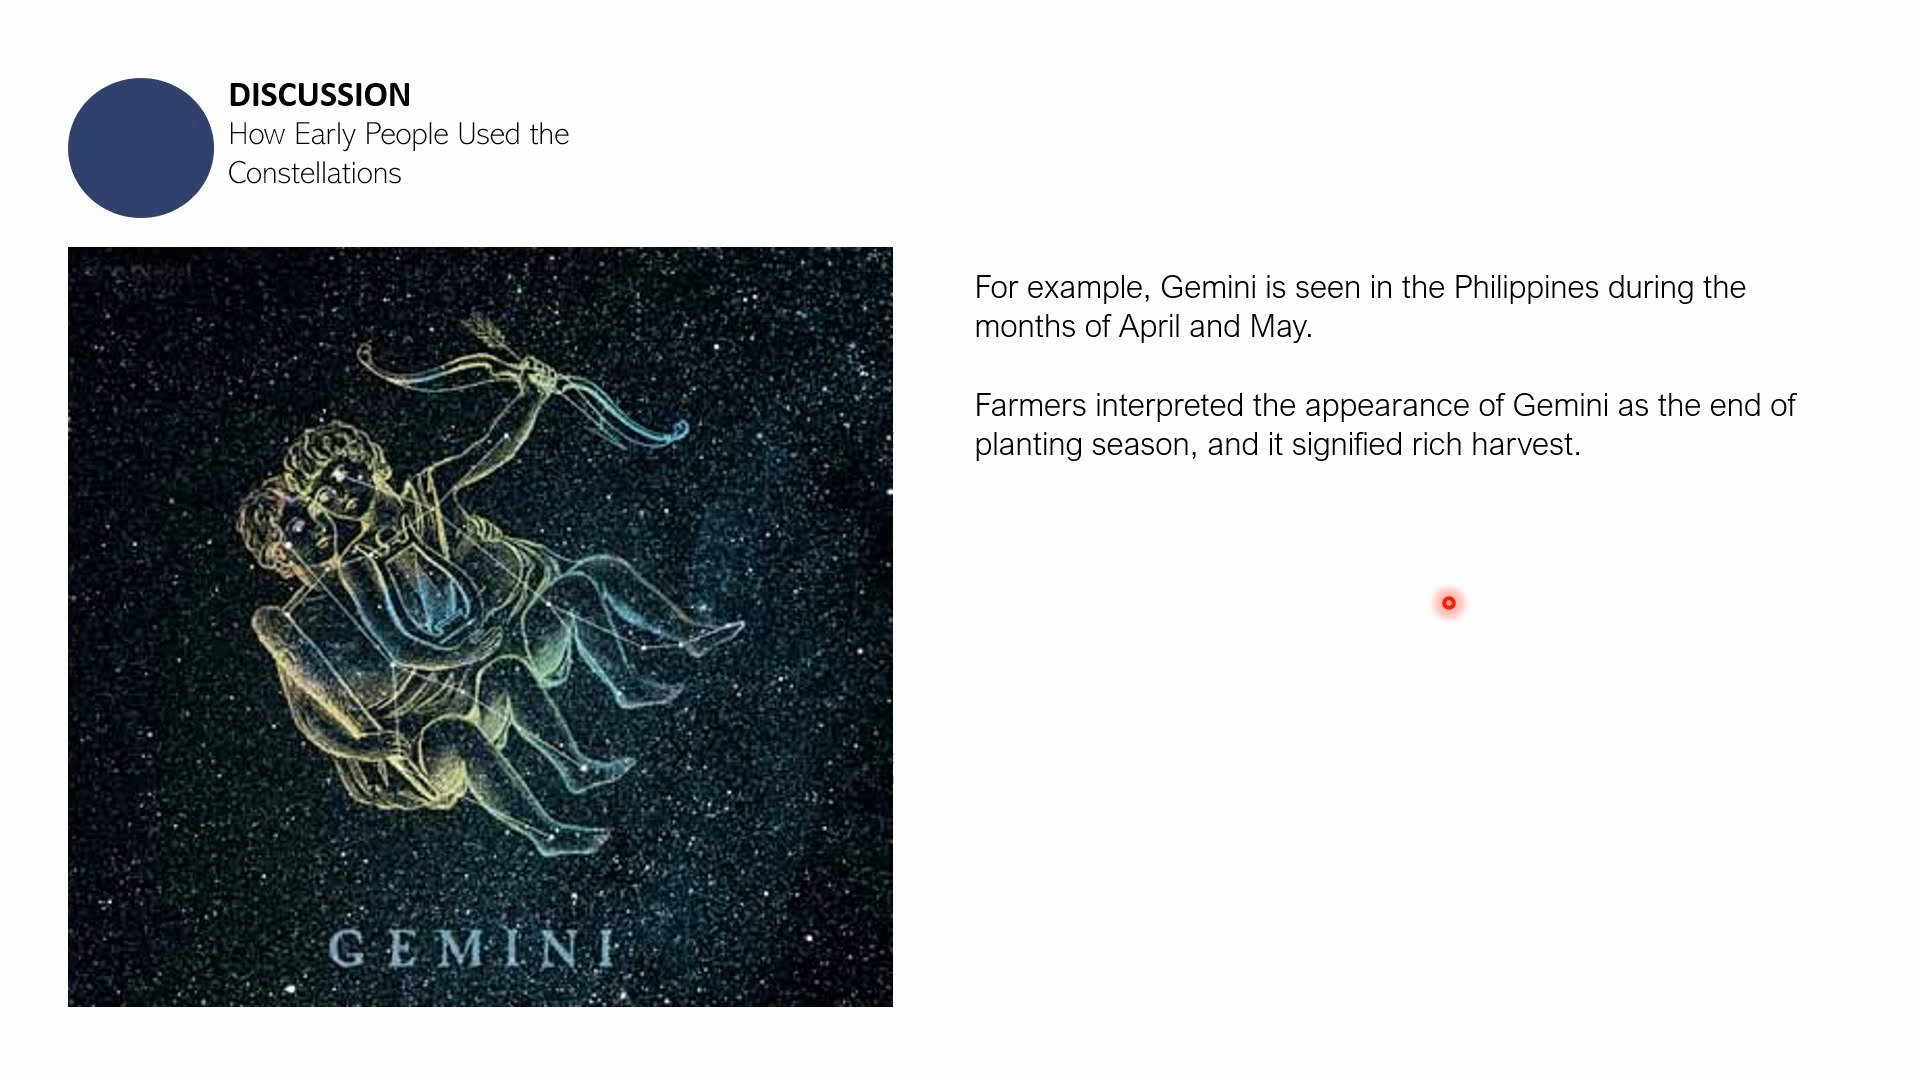 DISCUSSION
How Early People Used the
Constellations
For example, Gemini is seen in the Philippines during the
months of April and May.
Farmers interpreted the appearance of Gemini as the end of
planting season, and it signified rich harvest.
GEMINI